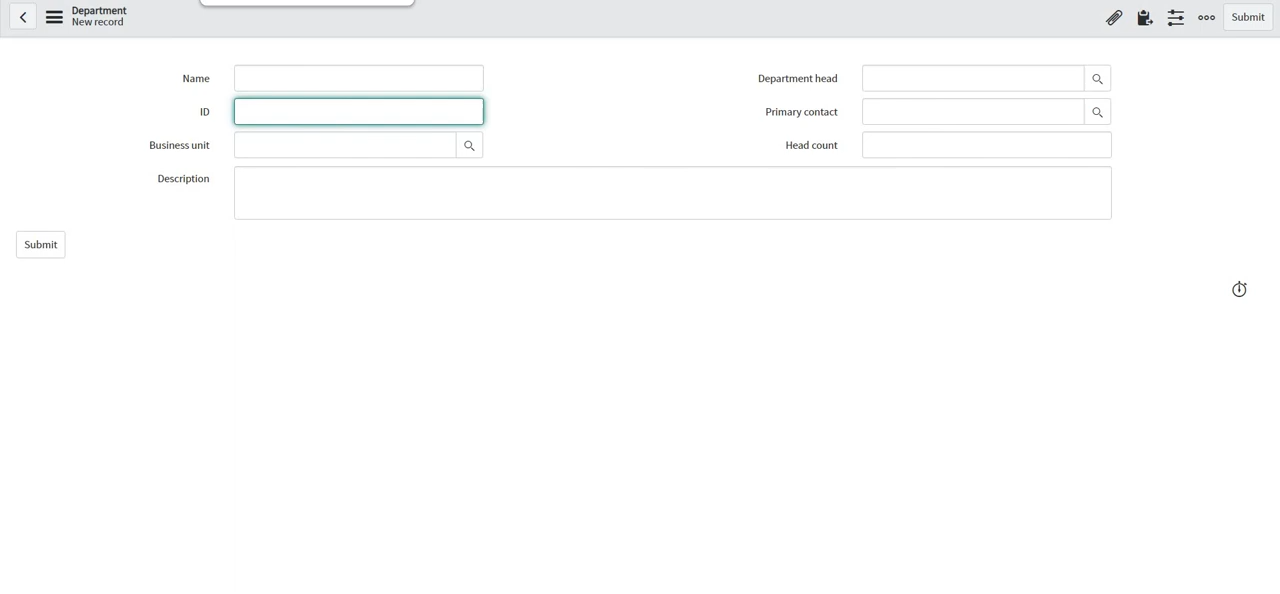 Department
New record
Submit
Name
Department head
ID
Primary contact
Business unit
Head count
Description
Submit